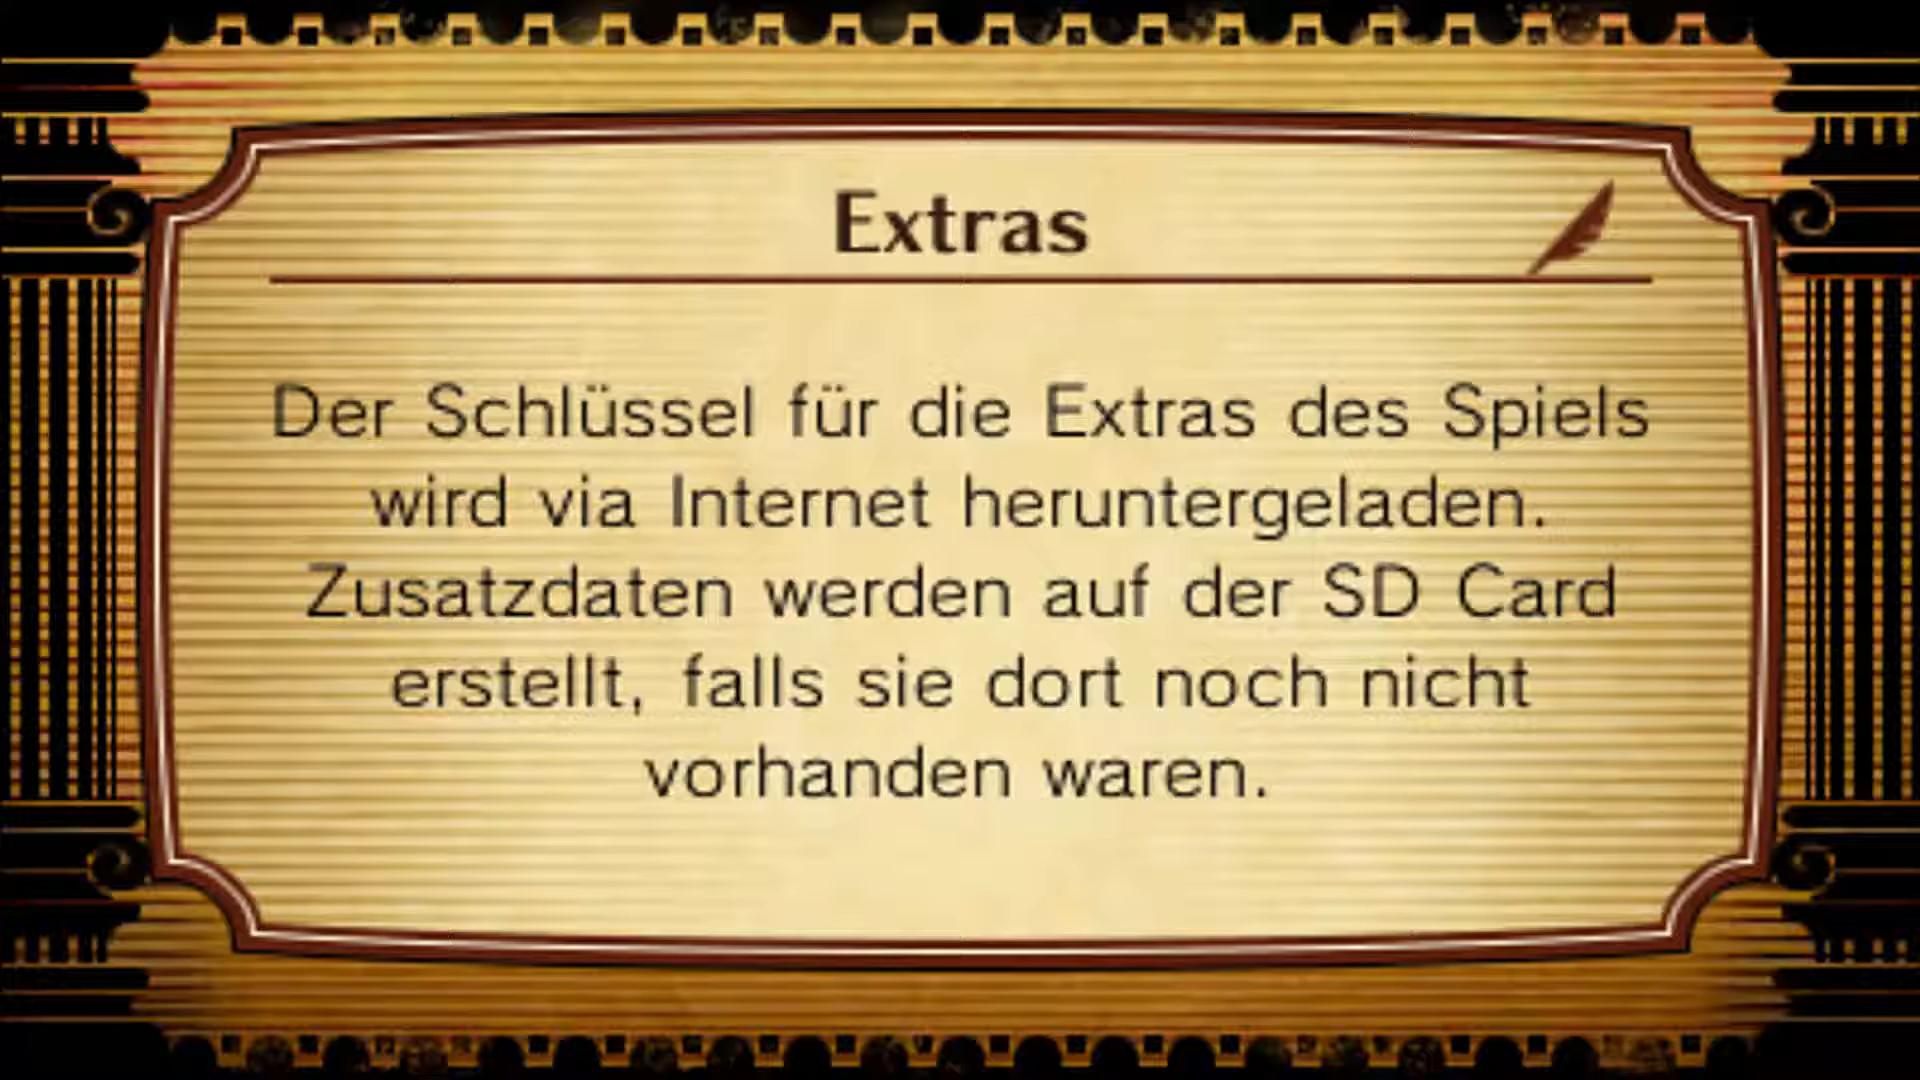 Extras
Der Schlüssel für die Extras des Spiels
wird via Internet heruntergeladen.
Zusatzdaten werden auf der SD Card
erstellt, falls sie dort noch nicht
vorhanden waren.